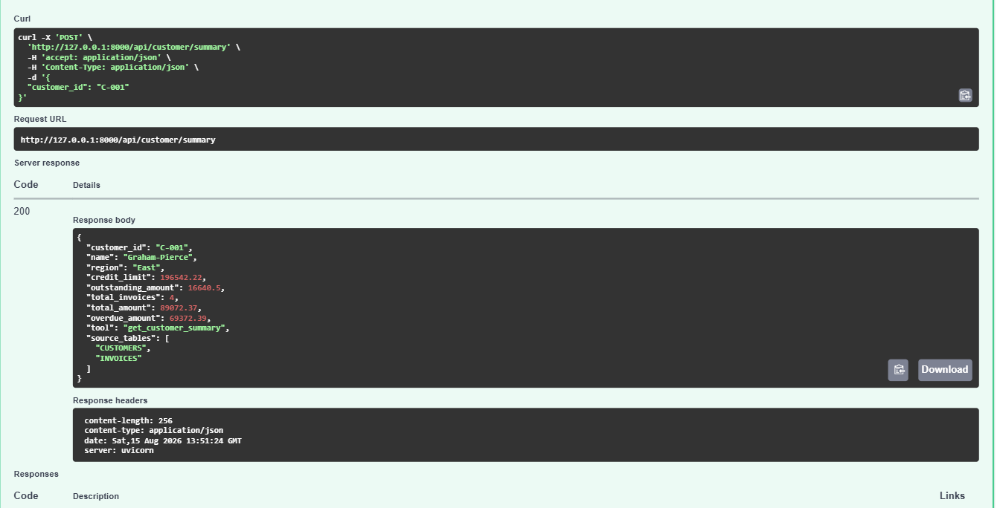 Curl
curl -X 'POST' \
  'http://127.0.0.1:8000/api/customer/summary' \
  -H 'accept: application/json' \
  -H 'Content-Type: application/json' \
  -d '{
  "customer_id": "C-001"
}'
Request URL
http://127.0.0.1:8000/api/customer/summary
Server response
Code Details
200
Response body
{
  "customer_id": "C-001",
  "name": "Graham-Pierce",
  "region": "East",
  "credit_limit": 196542.22,
  "outstanding_amount": 16640.5,
  "total_invoices": 4,
  "total_amount": 89072.37,
  "overdue_amount": 69372.39,
  "tool": "get_customer_summary",
  "source_tables": [
    "CUSTOMERS",
    "INVOICES"
  ]
}
Download
Response headers
content-length: 256
content-type: application/json
date: Sat,15 Aug 2026 13:51:24 GMT
server: uvicorn
Responses
Code Description Links